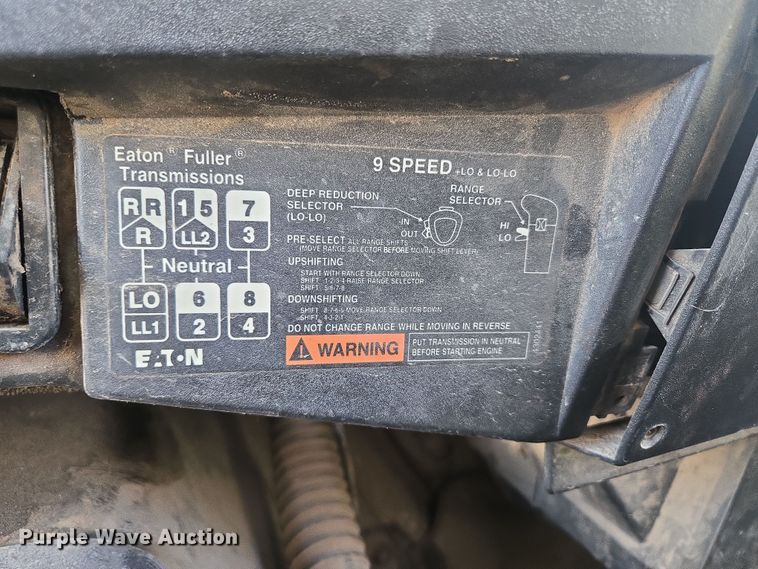 Eaton® Fuller®
Transmissions
9 SPEED +LO & LO-LO
R R 1 5 7
R LL2 3
Neutral
LO 6 8
LL1 2 4
EATON
DEEP REDUCTION
SELECTOR
(LO-LO)
IN
OUT
RANGE
SELECTOR
HI
LO
PRE-SELECT ALL RANGE SHIFTS
(MOVE RANGE SELECTOR BEFORE MOVING SHIFT LEVER
UPSHIFTING
START WITH RANGE SELECTOR DOWN
SHIFT 1-2-3-4 RAISE RANGE SELECTOR
SHIFT 5-6-7-8
DOWNSHIFTING
SHIFT 8-7-6-5 MOVE RANGE SELECTOR DOWN
SHIFT 4-3-2-1
DO NOT CHANGE RANGE WHILE MOVING IN REVERSE
! WARNING
PUT TRANSMISSION IN NEUTRAL
BEFORE STARTING ENGINE
Purple Wave Auction